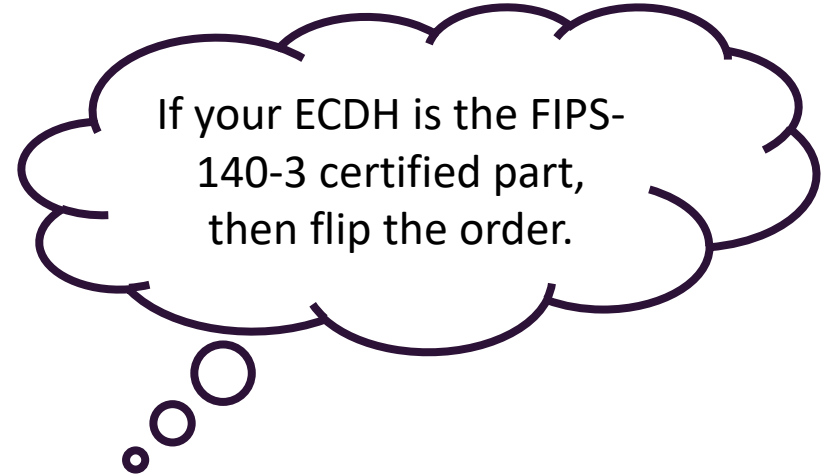 If your ECDH is the FIPS-
140-3 certified part,
then flip the order.